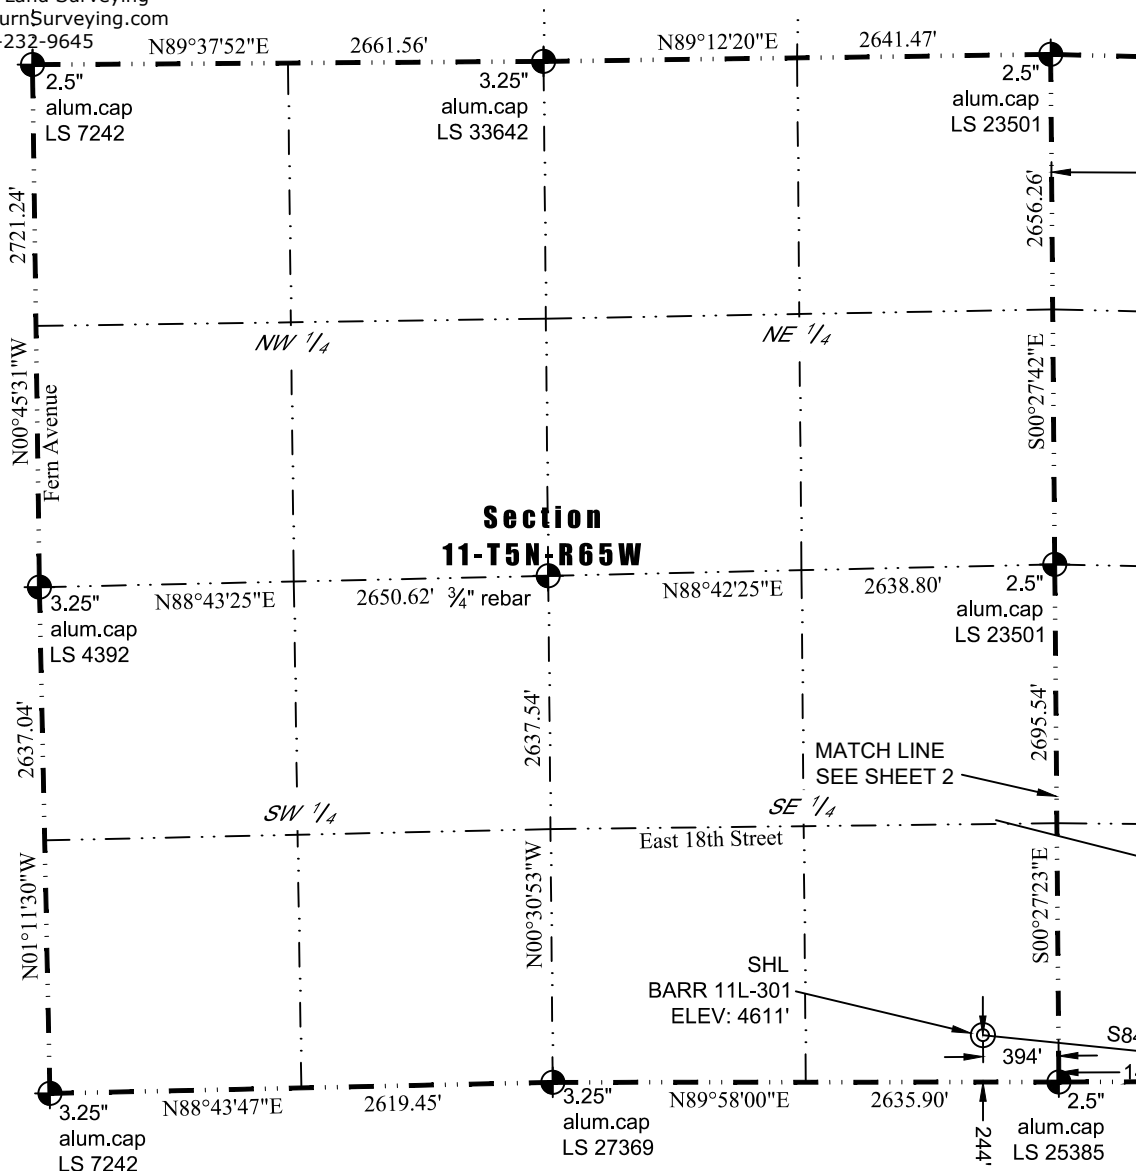 Land Surveying
urnSurveying.com
-232-9645
N89°37'52"E 2661.56' N89°12'20"E 2641.47'
2.5"
alum.cap
LS 7242
3.25"
alum.cap
LS 33642
2.5"
alum.cap
LS 23501
2721.24'
2656.26'
NW 1/4
NE 1/4
N00°45'31"W
Fern Avenue
S00°27'42"E
Section
11-T5N-R65W
3.25"
alum.cap
LS 4392
N88°43'25"E 2650.62' 3/4" rebar N88°42'25"E 2638.80'
2.5"
alum.cap
LS 23501
2637.04'
2637.54'
2695.54'
MATCH LINE
SEE SHEET 2
SW 1/4
SE 1/4
East 18th Street
N01°11'30"W
N00°30'53"W
S00°27'23"E
SHL
BARR 11L-301
ELEV: 4611'
S84
394'
1
3.25"
alum.cap
LS 7242
N88°43'47"E 2619.45'
3.25"
alum.cap
LS 27369
N89°58'00"E 2635.90'
244'
2.5"
alum.cap
LS 25385